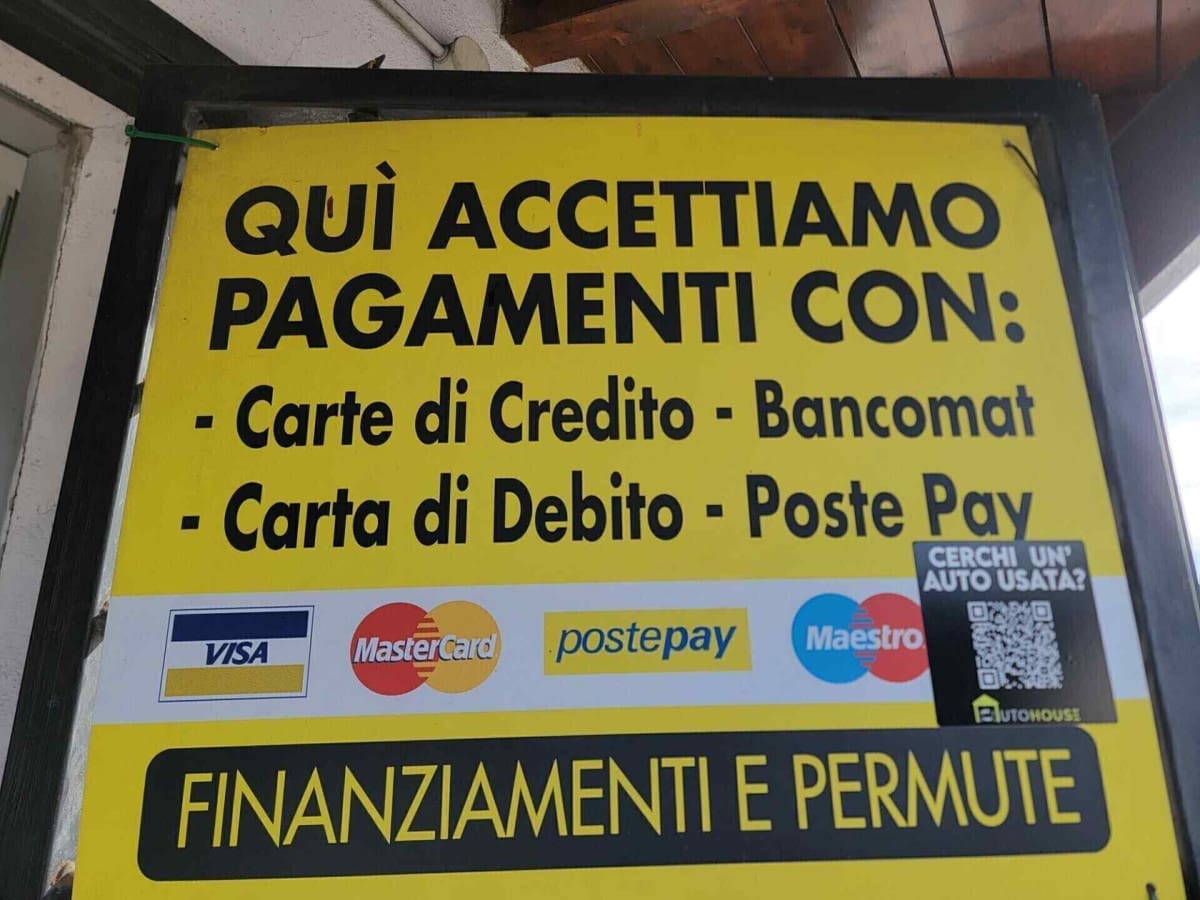 QUÌ ACCETTIAMO
PAGAMENTI CON:
- Carte di Credito - Bancomat
- Carta di Debito - Poste Pay
CERCHI UN'
AUTO USATA?
VISA
MasterCard
postepay
Maestro
AUTOHOUSE
FINANZIAMENTI E PERMUTE